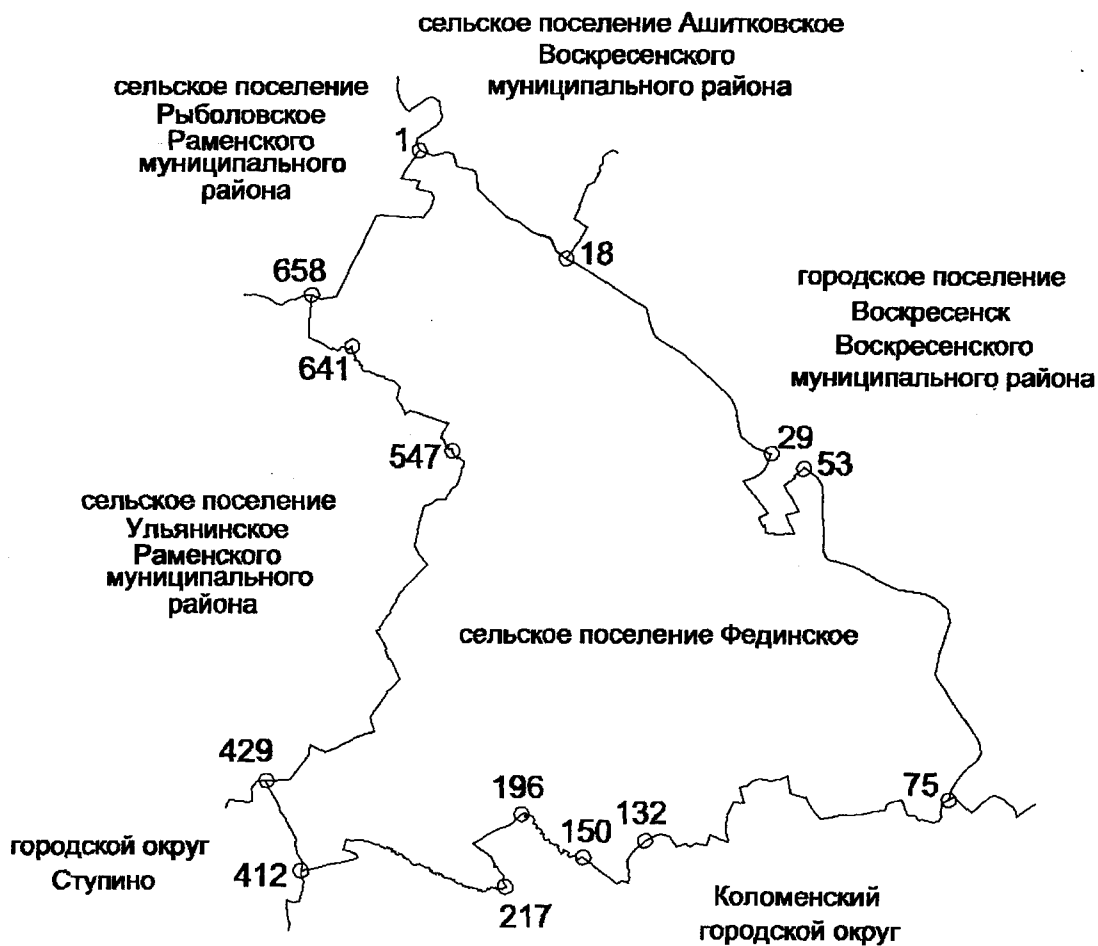 сельское поселение Ашитковское
Воскресенского
муниципального района
сельское поселение
Рыболовское
Раменского
муниципального
района
1
18
658
городское поселение
Воскресенск
Воскресенского
муниципального района
641
29
53
547
сельское поселение
Ульянинское
Раменского
муниципального
района
сельское поселение Фединское
429
196
75
132
150
городской округ
Ступино
412
217
Коломенский
городской округ